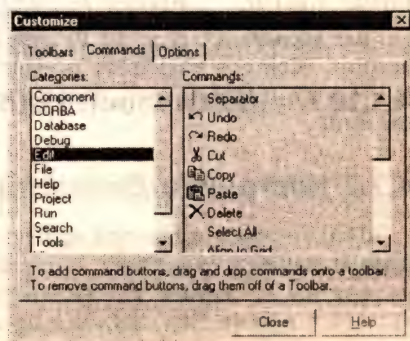 Customize
Toolbars Commands Options
Categories:
Component
CORBA
Database
Debug
Edit
File
Help
Project
Run
Search
Tools
Commands:
Separator
Undo
Redo
Cut
Copy
Paste
Delete
Select All
Align to Grid
To add command buttons, drag and drop commands onto a toolbar.
To remove command buttons, drag them off of a Toolbar.
Close Help